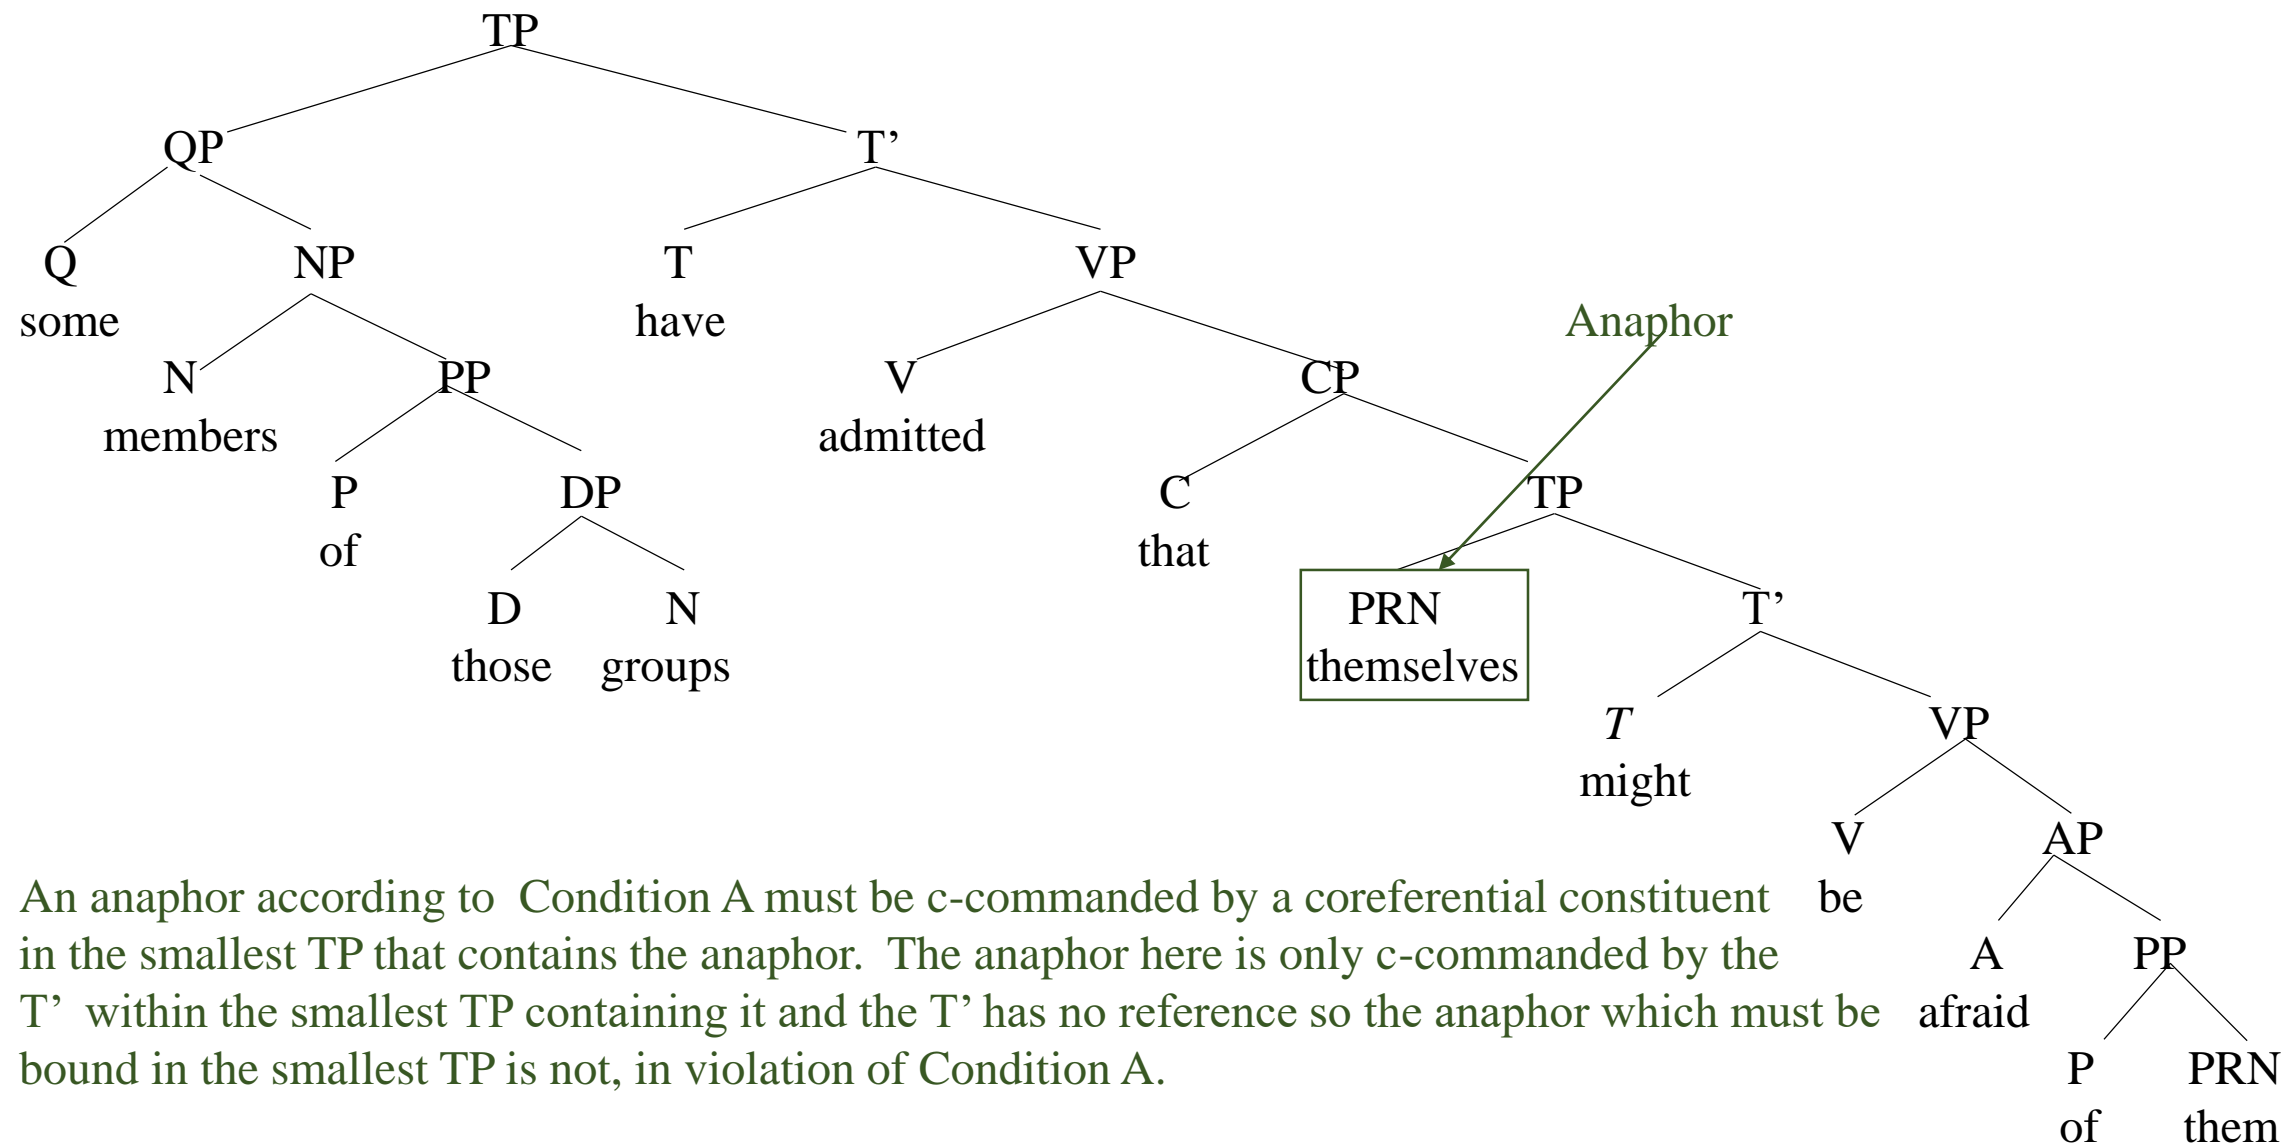 TP
QP T’
Q NP T VP
some have Anaphor
N PP V CP
members admitted
P DP C TP
of that
D N PRN T’
those groups themselves
T VP
might
V AP
An anaphor according to Condition A must be c-commanded by a coreferential constituent be
in the smallest TP that contains the anaphor. The anaphor here is only c-commanded by the A PP
T’ within the smallest TP containing it and the T’ has no reference so the anaphor which must be afraid
bound in the smallest TP is not, in violation of Condition A. P PRN
of them